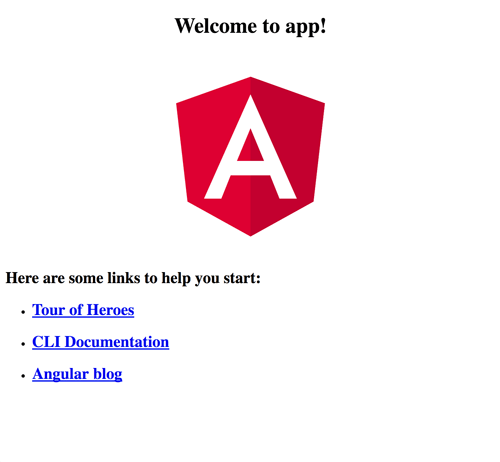 Welcome to app!
A
Here are some links to help you start:
Tour of Heroes
CLI Documentation
Angular blog